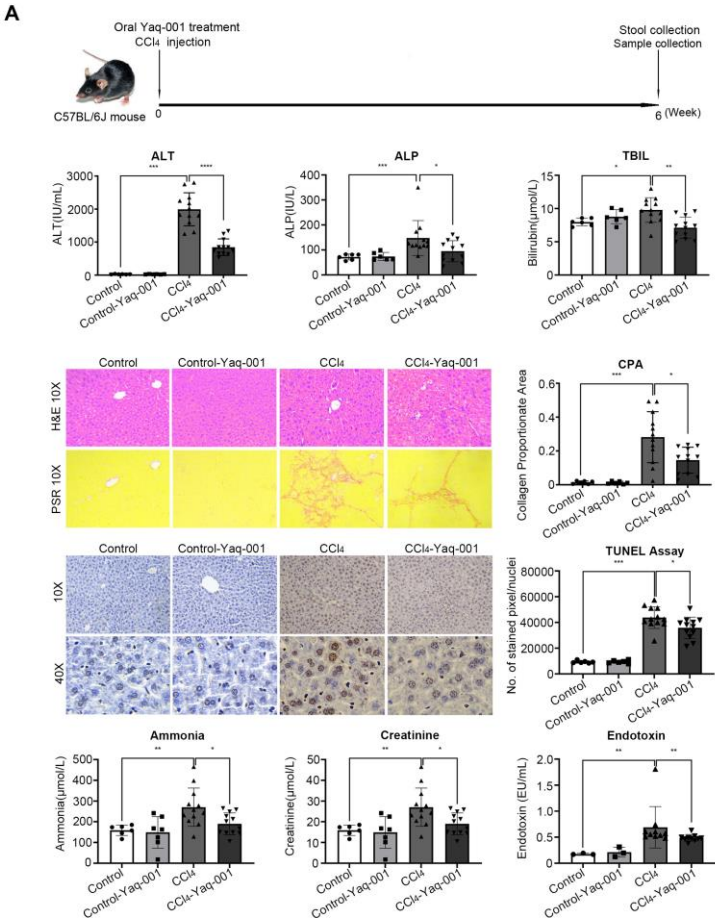 A
Oral Yaq-001 treatment
CCl4 injection
Stool collection
Sample collection
C57BL/6J mouse
0
6 (Week)
ALT
ALT(IU/mL)
3000
2000
1000
0
*** ****
Control
Control-Yaq-001
CCl4
CCl4-Yaq-001
ALP
ALP(IU/L)
400
300
200
100
0
*** *
Control
Control-Yaq-001
CCl4
CCl4-Yaq-001
TBIL
Bilirubin(μmol/L)
15
10
5
0
* **
Control
Control-Yaq-001
CCl4
CCl4-Yaq-001
Control Control-Yaq-001 CCl4 CCl4-Yaq-001
H&E 10X
PSR 10X
CPA
Collagen Proportionate Area
0.6
0.4
0.2
0.0
*** *
Control
Control-Yaq-001
CCl4
CCl4-Yaq-001
Control Control-Yaq-001 CCl4 CCl4-Yaq-001
10X
40X
TUNEL Assay
No. of stained pixel/nuclei
80000
60000
40000
20000
0
*** *
Control
Control-Yaq-001
CCl4
CCl4-Yaq-001
Ammonia
Ammonia(μmol/L)
500
400
300
200
100
0
** *
Control
Control-Yaq-001
CCl4
CCl4-Yaq-001
Creatinine
Creatinine(μmol/L)
50
40
30
20
10
0
** *
Control
Control-Yaq-001
CCl4
CCl4-Yaq-001
Endotoxin
Endotoxin (EU/mL)
2.0
1.5
1.0
0.5
0.0
** **
Control
Control-Yaq-001
CCl4
CCl4-Yaq-001